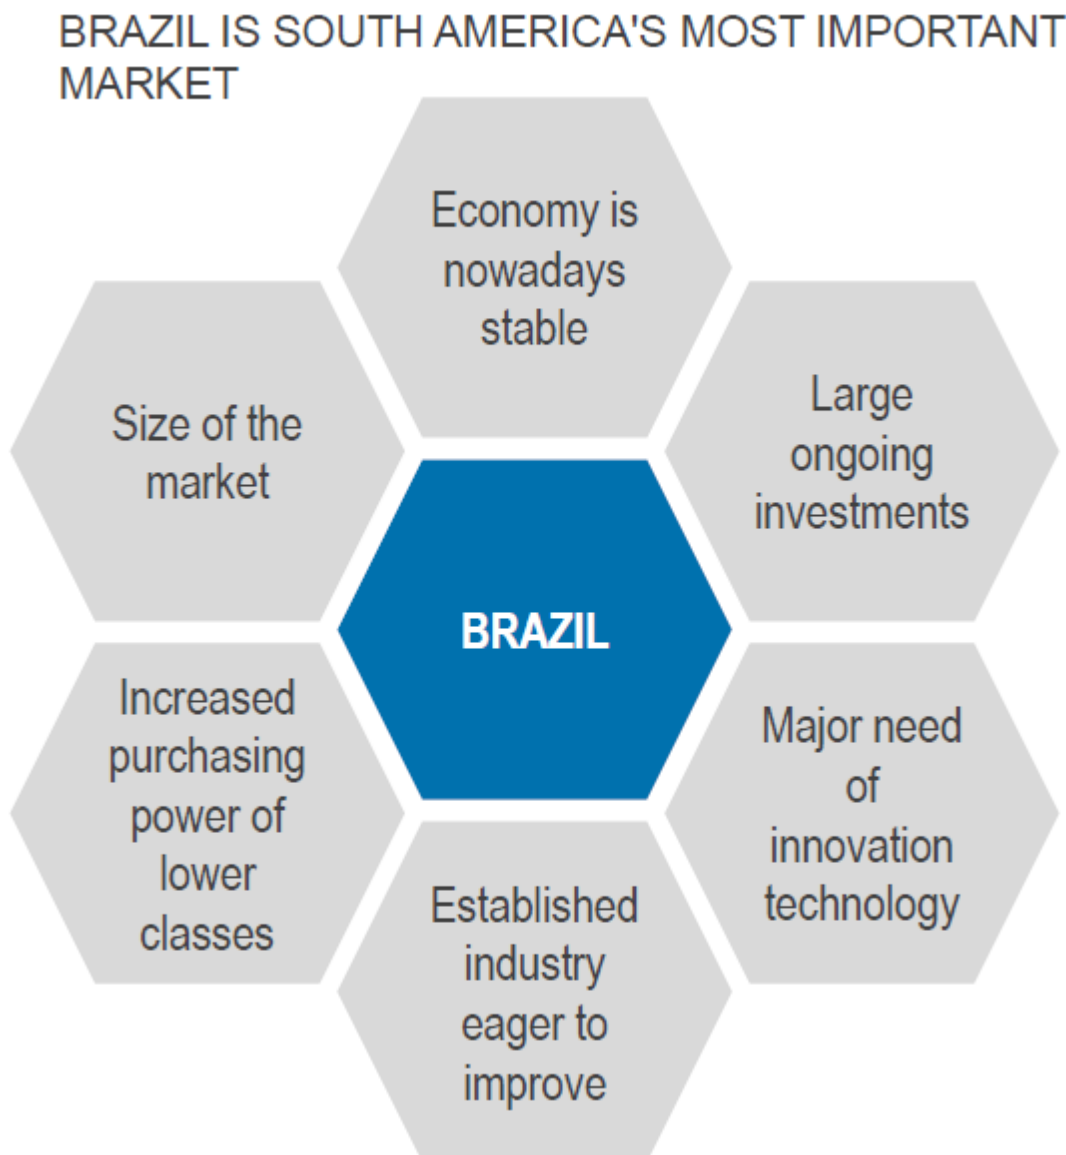 BRAZIL IS SOUTH AMERICA'S MOST IMPORTANT
MARKET
Economy is
nowadays
stable
Large
ongoing
investments
Major need
of
innovation
technology
Established
industry
eager to
improve
Increased
purchasing
power of
lower
classes
Size of the
market
BRAZIL